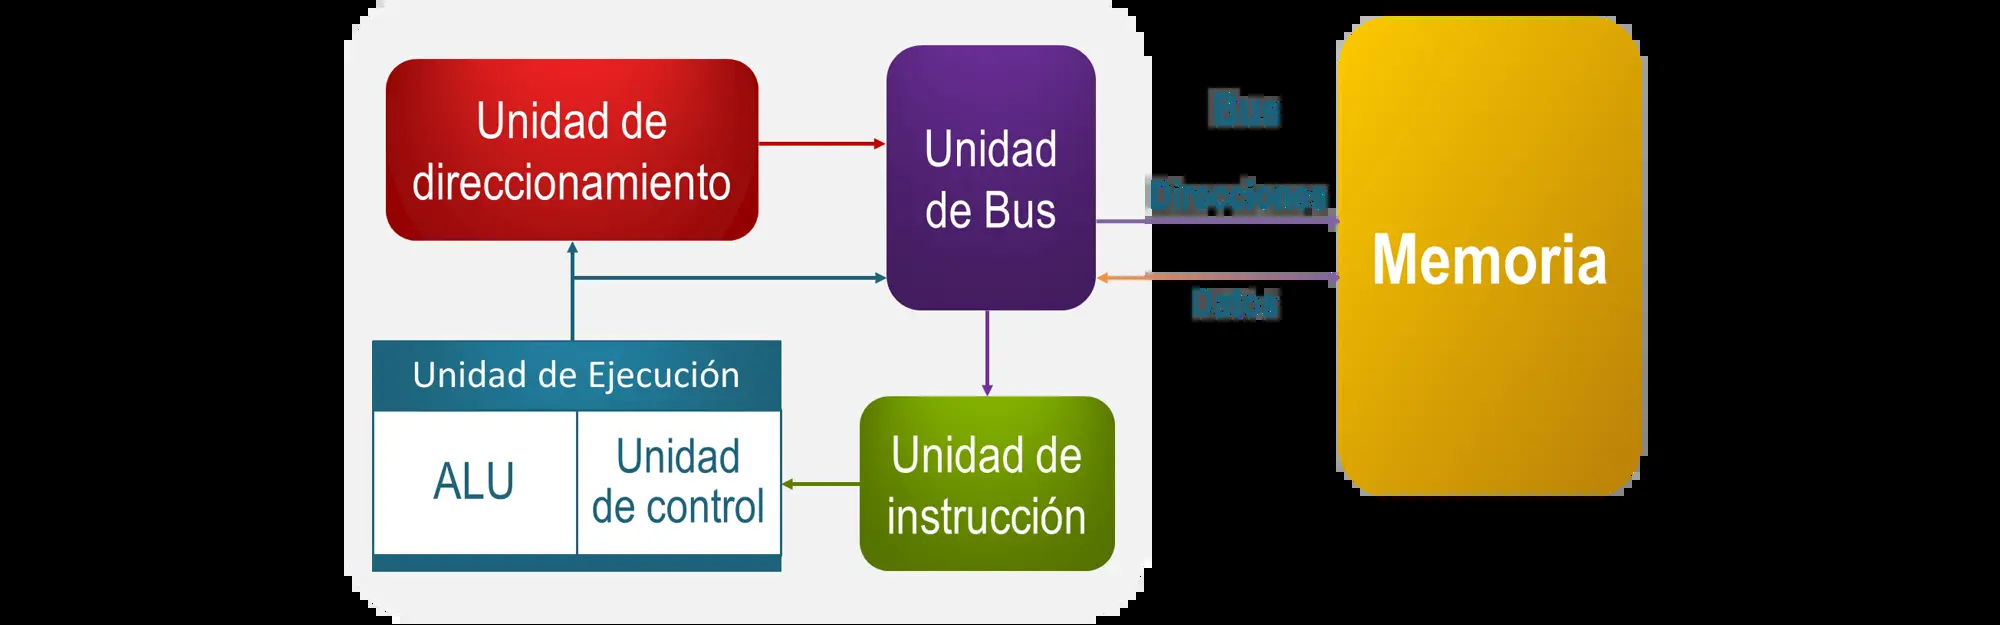 Unidad de
direccionamiento
Unidad
de Bus
Bus
Direcciones
Datos
Memoria
Unidad de Ejecución
ALU
Unidad
de control
Unidad de
instrucción